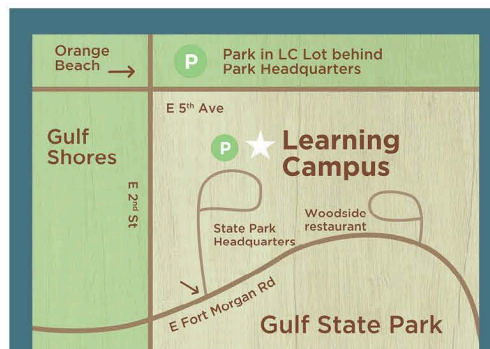 Orange
Beach
P
Park in LC Lot behind
Park Headquarters
E 5th Ave
Gulf
Shores
P
Learning
Campus
E 2nd St
State Park
Headquarters
Woodside
restaurant
E Fort Morgan Rd
Gulf State Park